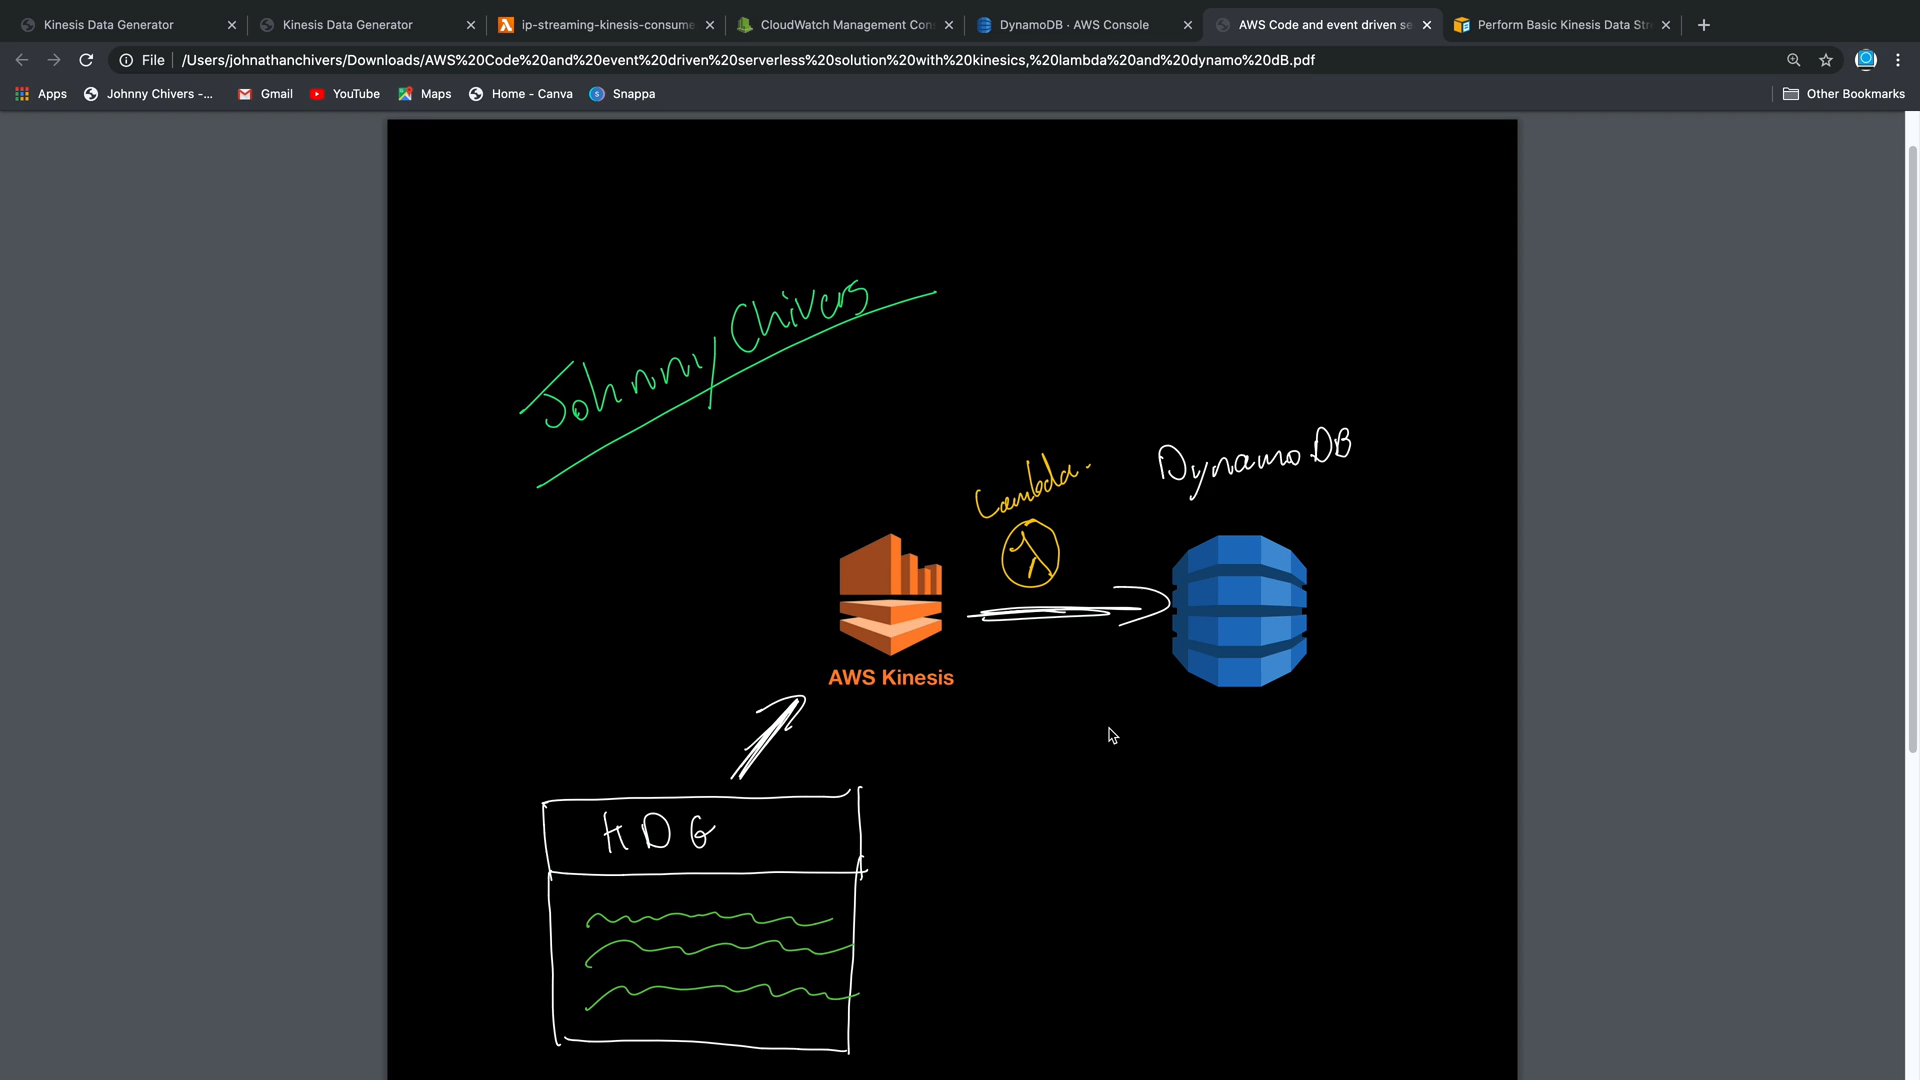 Kinesis Data Generator
Kinesis Data Generator
ip-streaming-kinesis-consume
CloudWatch Management Con
DynamoDB · AWS Console
AWS Code and event driven se
Perform Basic Kinesis Data Str
File
/Users/johnathanchivers/Downloads/AWS%20Code%20and%20event%20driven%20serverless%20solution%20with%20kinesics,%20lambda%20and%20dynamo%20dB.pdf
Apps
Johnny Chivers -...
Gmail
YouTube
Maps
Home - Canva
Snappa
Other Bookmarks
Johnny Chivers
Lambda.
DynamoDB
λ
AWS Kinesis
KDG